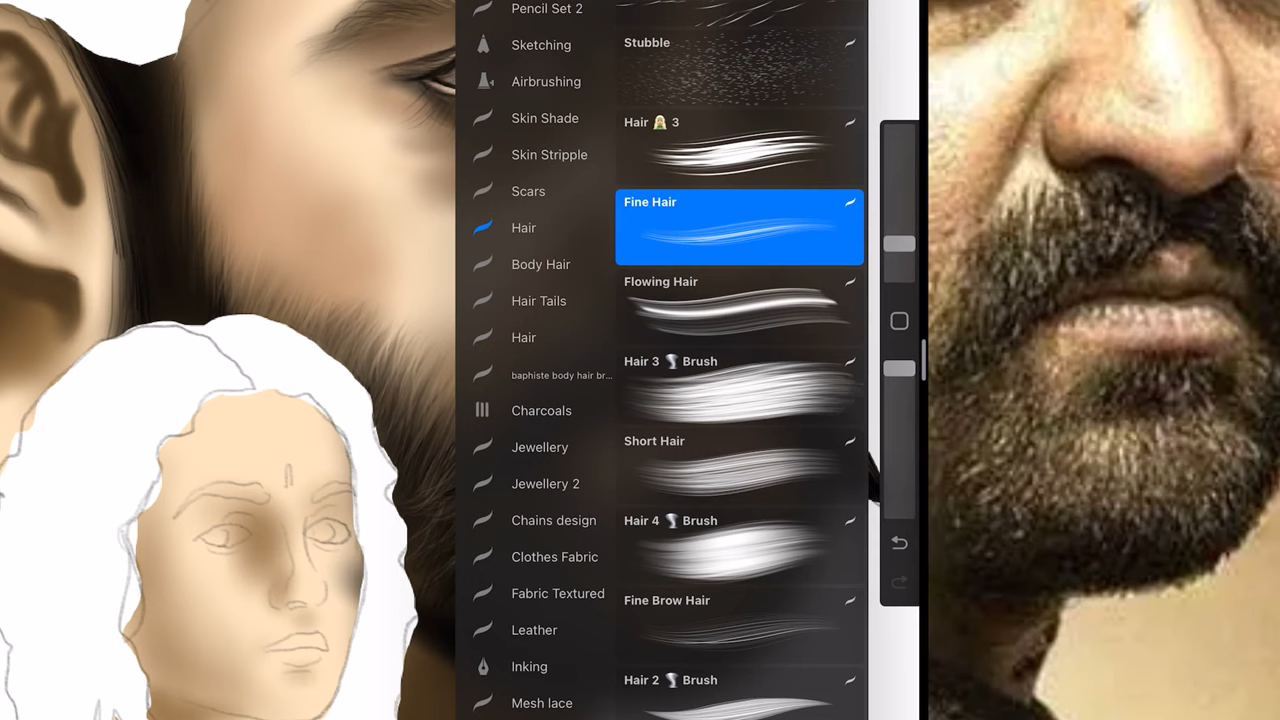 Pencil Set 2
Sketching
Airbrushing
Skin Shade
Skin Stripple
Scars
Hair
Body Hair
Hair Tails
Hair
baphiste body hair br...
Charcoals
Jewellery
Jewellery 2
Chains design
Clothes Fabric
Fabric Textured
Leather
Inking
Mesh lace
Stubble
Hair 3
Fine Hair
Flowing Hair
Hair 3 Brush
Short Hair
Hair 4 Brush
Fine Brow Hair
Hair 2 Brush